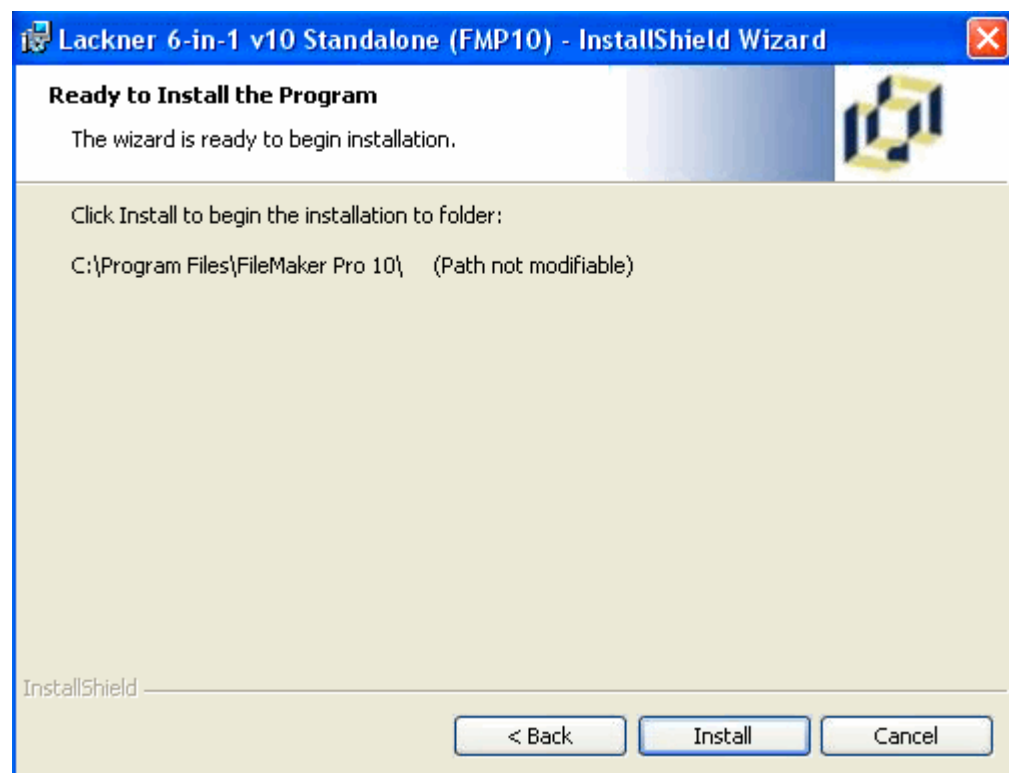 Lackner 6-in-1 v10 Standalone (FMP10) - InstallShield Wizard
Ready to Install the Program
The wizard is ready to begin installation.
Click Install to begin the installation to folder:
C:\Program Files\FileMaker Pro 10\ (Path not modifiable)
InstallShield
< Back Install Cancel